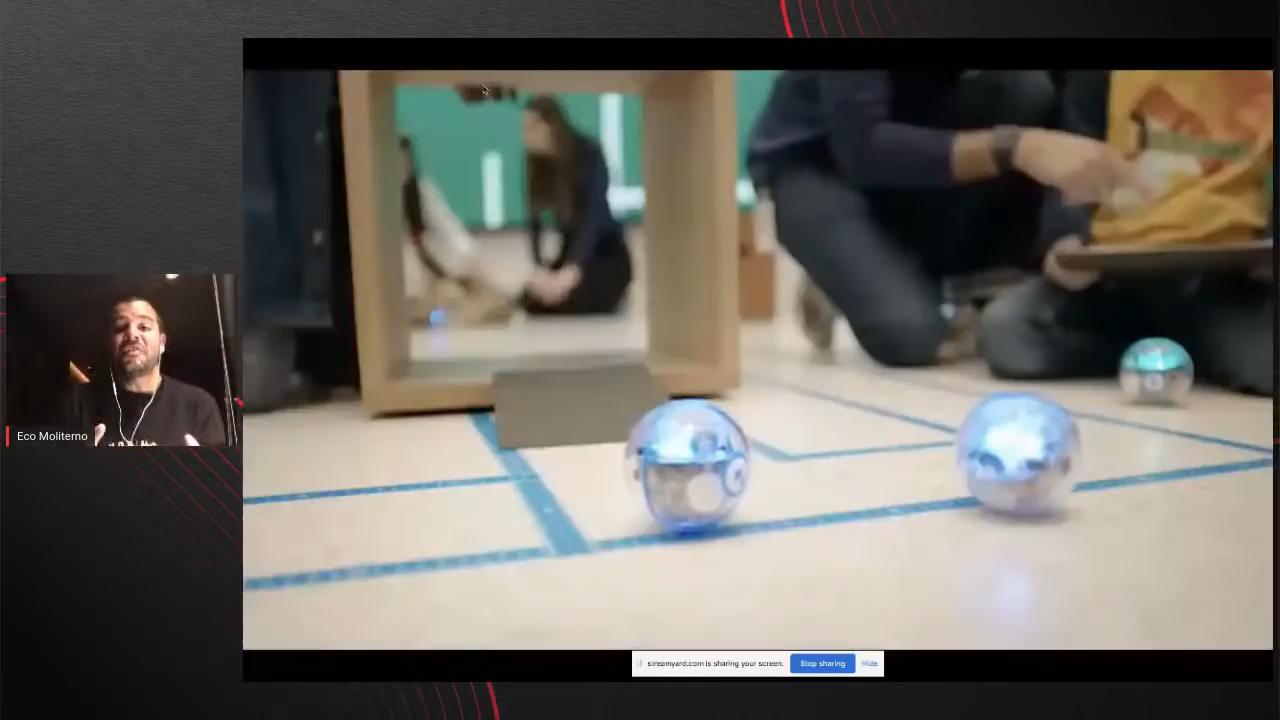 Eco Moliterno
streamyard.com is sharing your screen.
Stop sharing
Hide